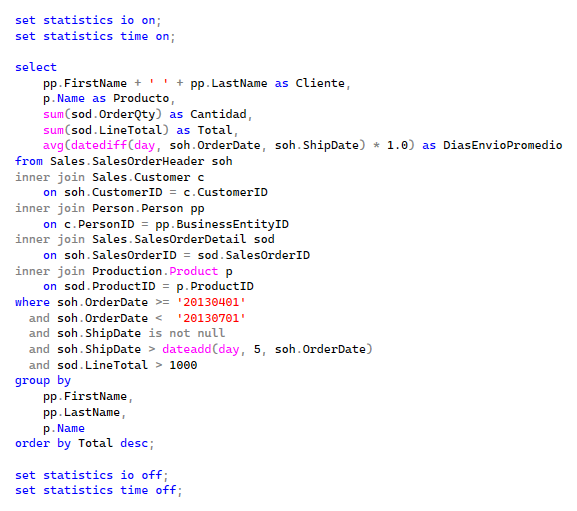 set statistics io on;
set statistics time on;

select
    pp.FirstName + ' ' + pp.LastName as Cliente,
    p.Name as Producto,
    sum(sod.OrderQty) as Cantidad,
    sum(sod.LineTotal) as Total,
    avg(datediff(day, soh.OrderDate, soh.ShipDate) * 1.0) as DiasEnvioPromedio
from Sales.SalesOrderHeader soh
inner join Sales.Customer c
    on soh.CustomerID = c.CustomerID
inner join Person.Person pp
    on c.PersonID = pp.BusinessEntityID
inner join Sales.SalesOrderDetail sod
    on soh.SalesOrderID = sod.SalesOrderID
inner join Production.Product p
    on sod.ProductID = p.ProductID
where soh.OrderDate >= '20130401'
  and soh.OrderDate <  '20130701'
  and soh.ShipDate is not null
  and soh.ShipDate > dateadd(day, 5, soh.OrderDate)
  and sod.LineTotal > 1000
group by
    pp.FirstName,
    pp.LastName,
    p.Name
order by Total desc;

set statistics io off;
set statistics time off;